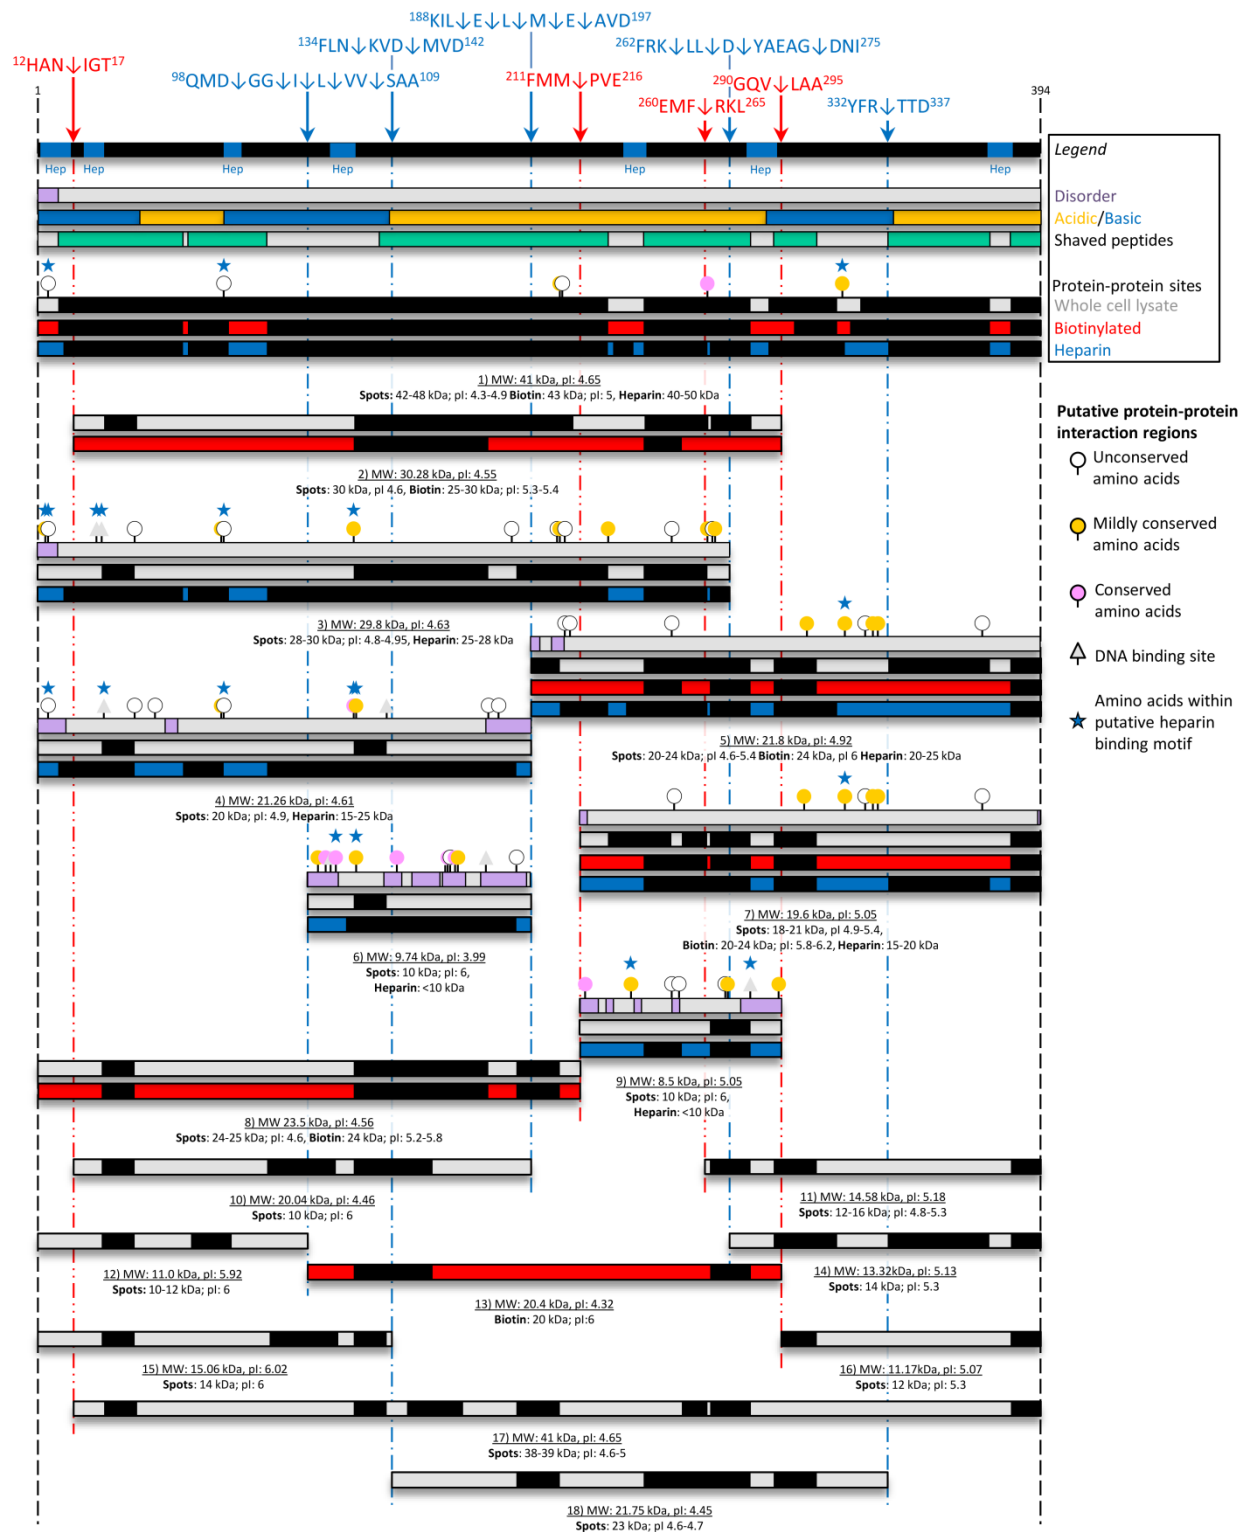 188KIL↓E↓L↓M↓E↓AVD197
134FLN↓KVD↓MVD142
262FRK↓LL↓D↓YAEAG↓DNI275
12HAN↓IGT17
98QMD↓GG↓I↓L↓VV↓SAA109
211FMM↓PVE216
290GQV↓LAA295
260EMF↓RKL265
332YFR↓TTD337
1
394
Legend
Hep
Hep
Hep
Hep
Hep
Hep
Hep
Disorder
Acidic/Basic
Shaved peptides
Protein-protein sites
Whole cell lysate
Biotinylated
Heparin
1) MW: 41 kDa, pI: 4.65
Spots: 42-48 kDa; pI: 4.3-4.9 Biotin: 43 kDa; pI: 5, Heparin: 40-50 kDa
Putative protein-protein
interaction regions
Unconserved
amino acids
Mildly conserved
amino acids
Conserved
amino acids
DNA binding site
Amino acids within
putative heparin
binding motif
2) MW: 30.28 kDa, pI: 4.55
Spots: 30 kDa, pI 4.6, Biotin: 25-30 kDa; pI: 5.3-5.4
3) MW: 29.8 kDa, pI: 4.63
Spots: 28-30 kDa; pI: 4.8-4.95, Heparin: 25-28 kDa
5) MW: 21.8 kDa, pI: 4.92
Spots: 20-24 kDa; pI 4.6-5.4 Biotin: 24 kDa, pI 6 Heparin: 20-25 kDa
4) MW: 21.26 kDa, pI: 4.61
Spots: 20 kDa; pI: 4.9, Heparin: 15-25 kDa
7) MW: 19.6 kDa, pI: 5.05
Spots: 18-21 kDa, pI 4.9-5.4,
Biotin: 20-24 kDa; pI: 5.8-6.2, Heparin: 15-20 kDa
6) MW: 9.74 kDa, pI: 3.99
Spots: 10 kDa; pI: 6,
Heparin: <10 kDa
9) MW: 8.5 kDa, pI: 5.05
Spots: 10 kDa; pI: 6,
Heparin: <10 kDa
8) MW 23.5 kDa, pI: 4.56
Spots: 24-25 kDa; pI: 4.6, Biotin: 24 kDa; pI: 5.2-5.8
10) MW: 20.04 kDa, pI: 4.46
Spots: 10 kDa; pI: 6
11) MW: 14.58 kDa, pI: 5.18
Spots: 12-16 kDa; pI: 4.8-5.3
12) MW: 11.0 kDa, pI: 5.92
Spots: 10-12 kDa; pI: 6
14) MW: 13.32kDa, pI: 5.13
Spots: 14 kDa; pI: 5.3
13) MW: 20.4 kDa, pI: 4.32
Biotin: 20 kDa; pI:6
15) MW: 15.06 kDa, pI: 6.02
Spots: 14 kDa; pI: 6
16) MW: 11.17kDa, pI: 5.07
Spots: 12 kDa; pI: 5.3
17) MW: 41 kDa, pI: 4.65
Spots: 38-39 kDa; pI: 4.6-5
18) MW: 21.75 kDa, pI: 4.45
Spots: 23 kDa; pI 4.6-4.7